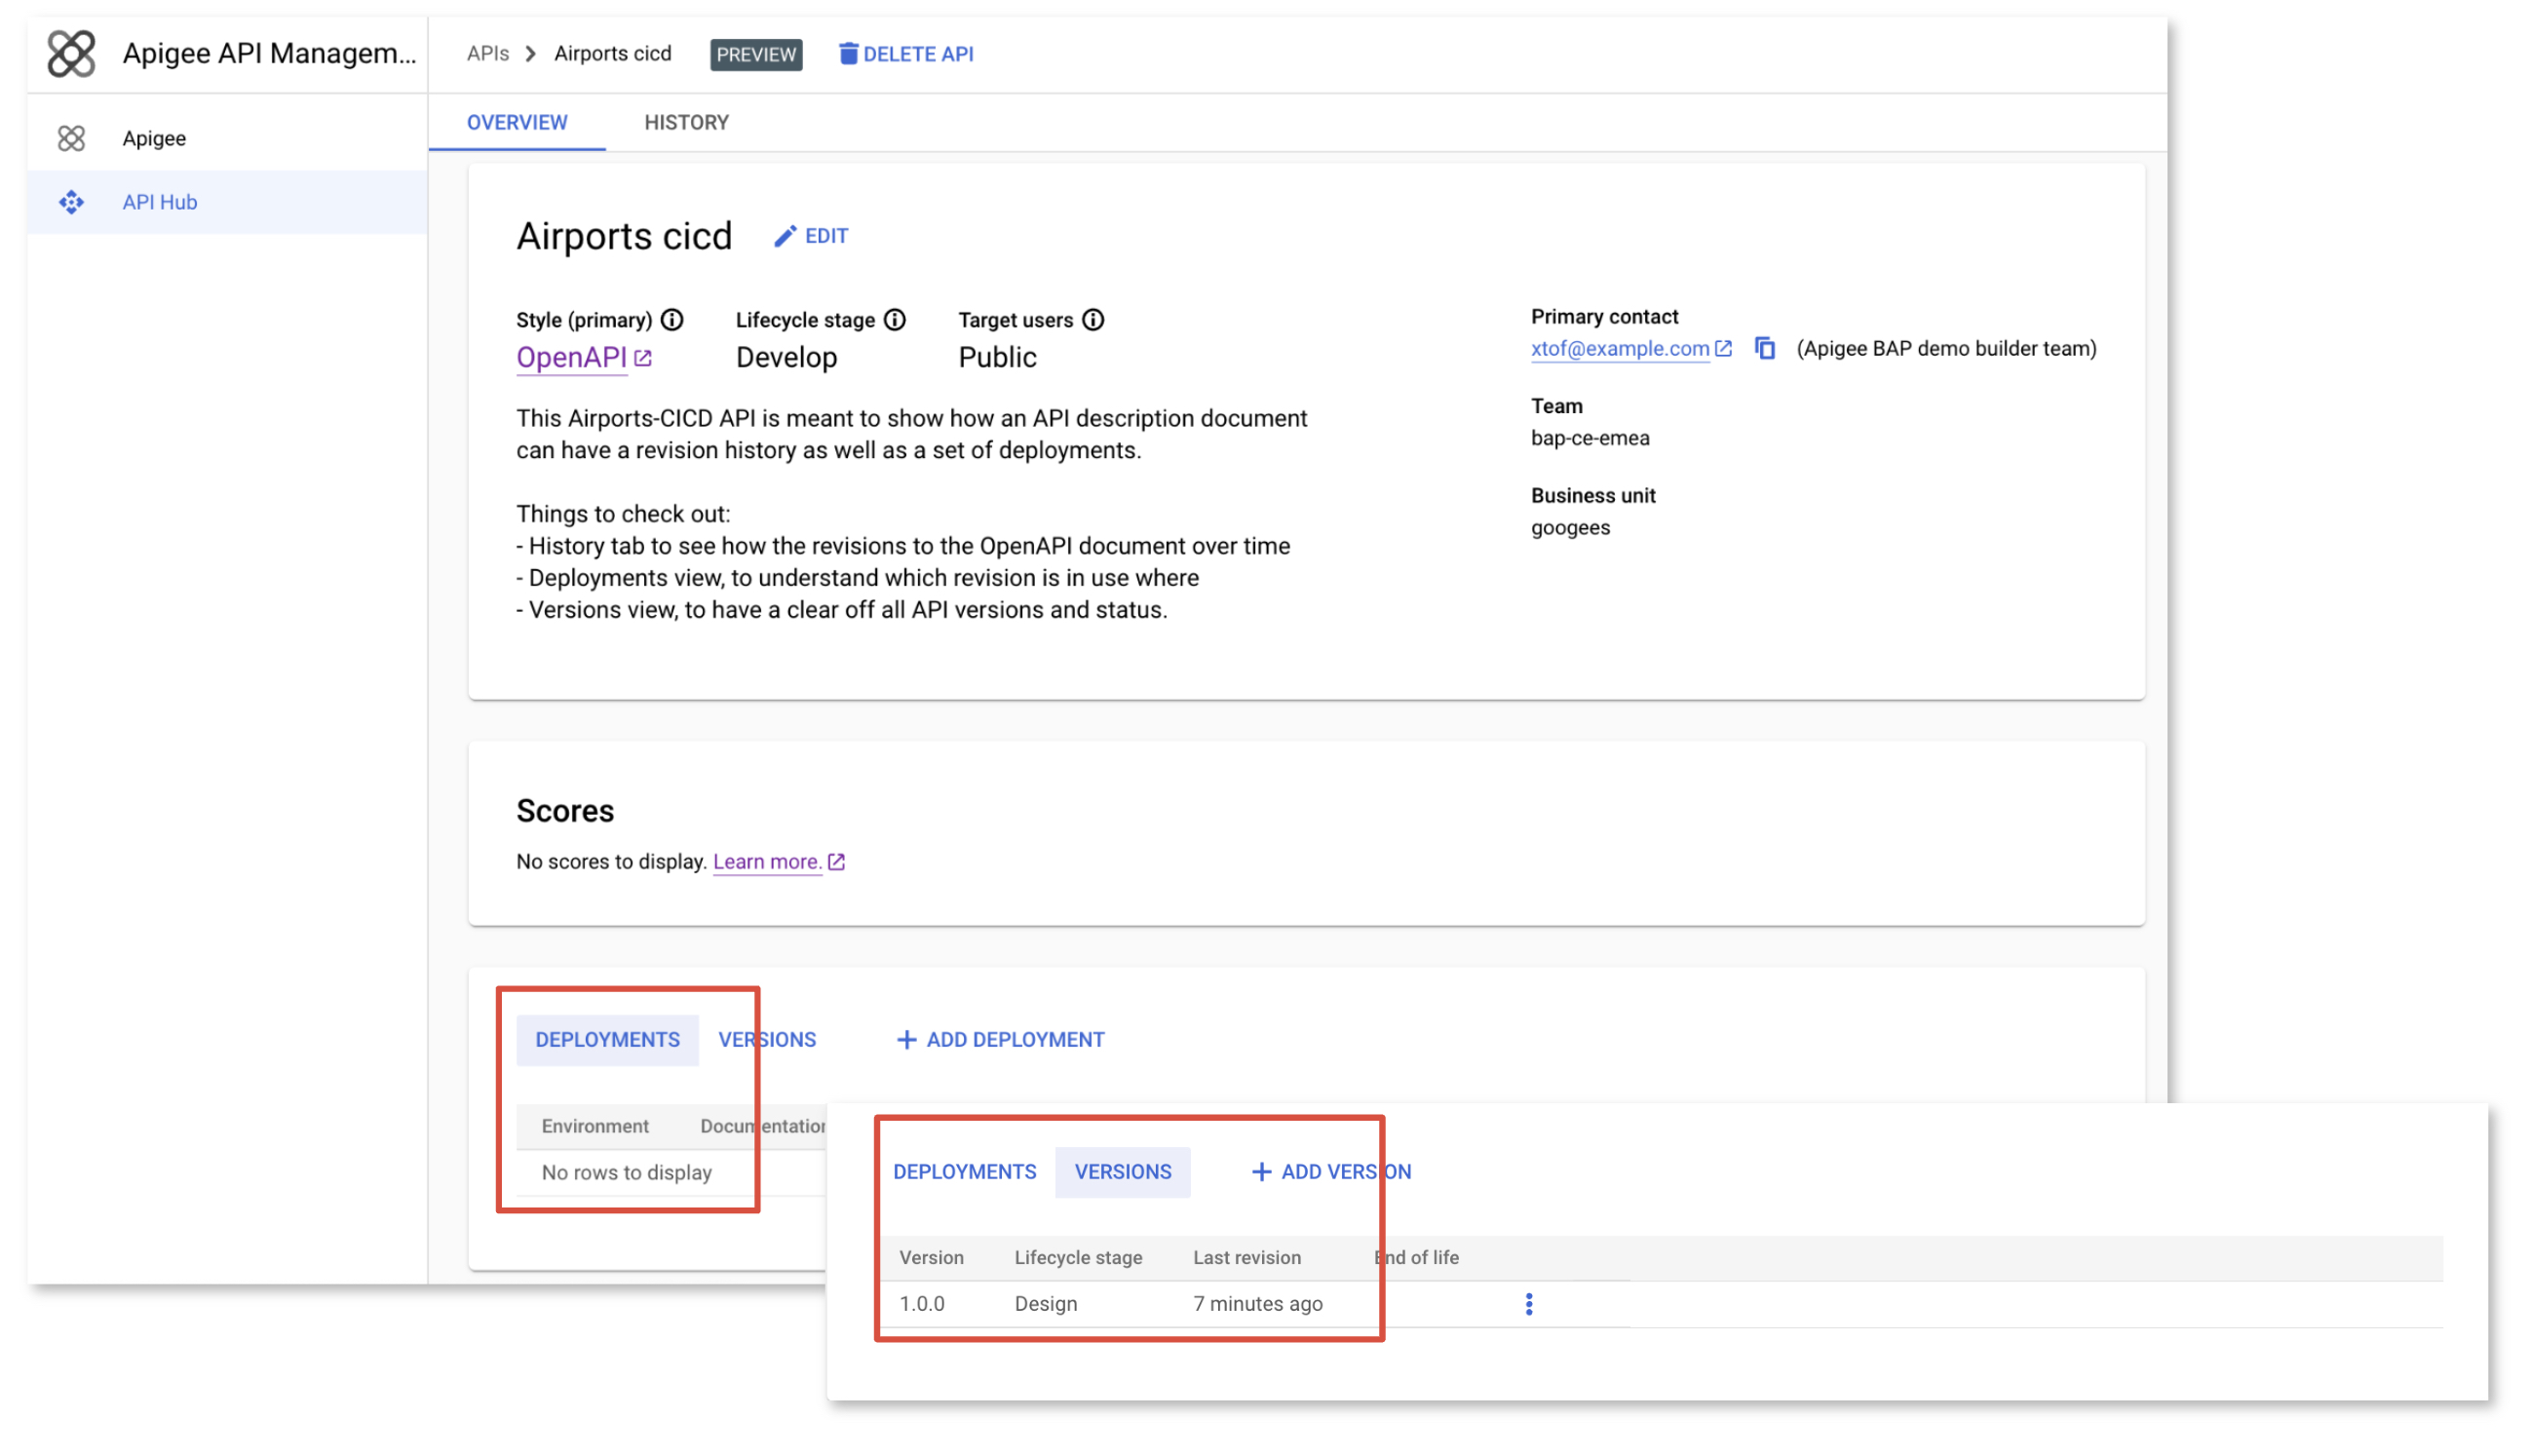 Apigee API Managem...
APIs > Airports cicd PREVIEW DELETE API
Apigee
API Hub
OVERVIEW HISTORY
Airports cicd EDIT
Style (primary) Lifecycle stage Target users
OpenAPI Develop Public
This Airports-CICD API is meant to show how an API description document
can have a revision history as well as a set of deployments.
Things to check out:
- History tab to see how the revisions to the OpenAPI document over time
- Deployments view, to understand which revision is in use where
- Versions view, to have a clear off all API versions and status.
Primary contact
xtof@example.com (Apigee BAP demo builder team)
Team
bap-ce-emea
Business unit
googees
Scores
No scores to display. Learn more.
DEPLOYMENTS VERSIONS + ADD DEPLOYMENT
Environment Documentation
No rows to display
DEPLOYMENTS VERSIONS + ADD VERSION
Version Lifecycle stage Last revision End of life
1.0.0 Design 7 minutes ago